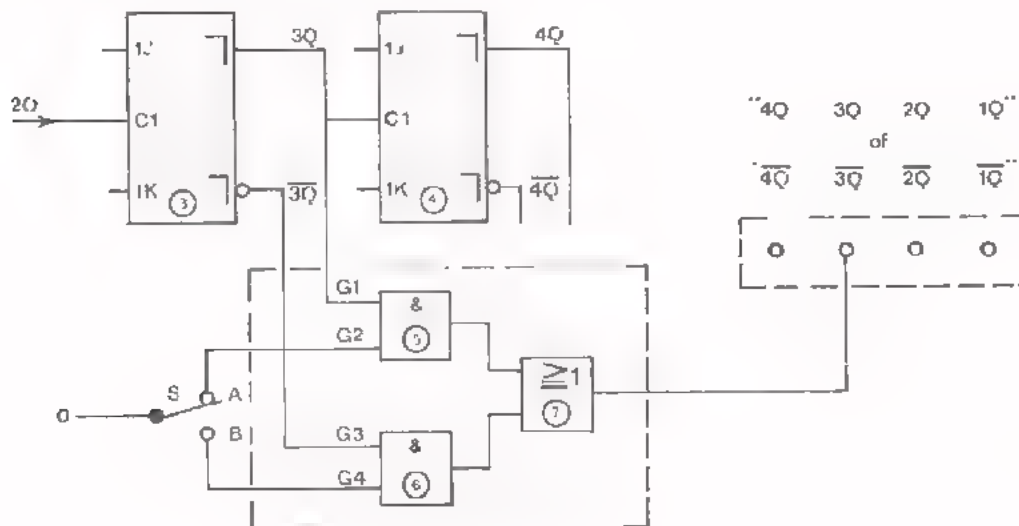 3Q 4Q
1J 1J
2Q C1 C1
"4Q 3Q 2Q 1Q"
of
"4Q̅ 3Q̅ 2Q̅ 1Q̅"
1K 3 3Q̅ 1K 4 4Q̅
G1 &
G2 5
S A
≥1
7
B G3 &
G4 6